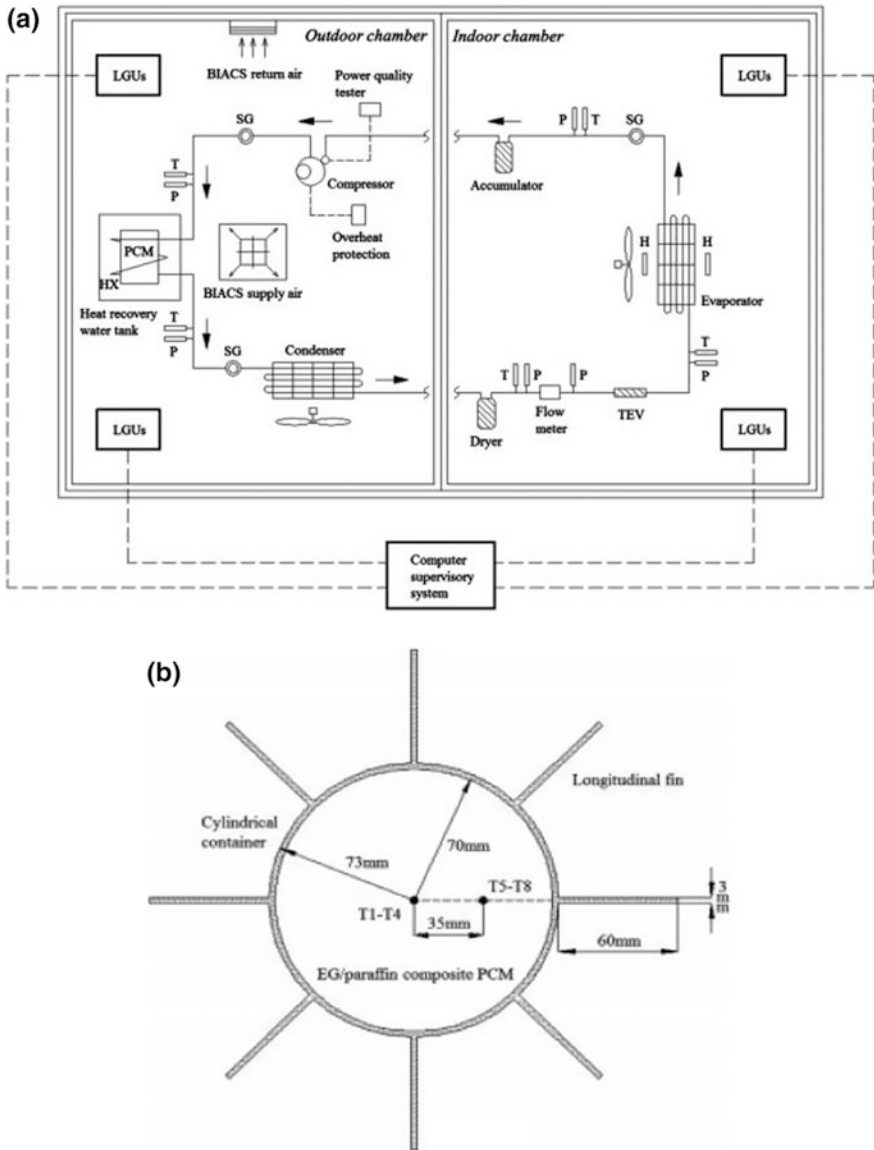 (a)
Outdoor chamber
Indoor chamber
LGUs
BIACS return air
Power quality
tester
LGUs
SG
P
T
SG
T
P
Compressor
Accumulator
PCM
HX
Overheat
protection
H
H
BIACS supply air
Evaporator
Heat recovery
water tank
T
P
SG
Condenser
T
P
T
P
P
LGUs
Dryer
Flow
meter
TEV
LGUs
Computer
supervisory
system
(b)
Longitudinal fin
Cylindrical
container
73mm
70mm
T5-T8
T1-T4
35mm
3
m
m
60mm
EG/paraffin composite PCM